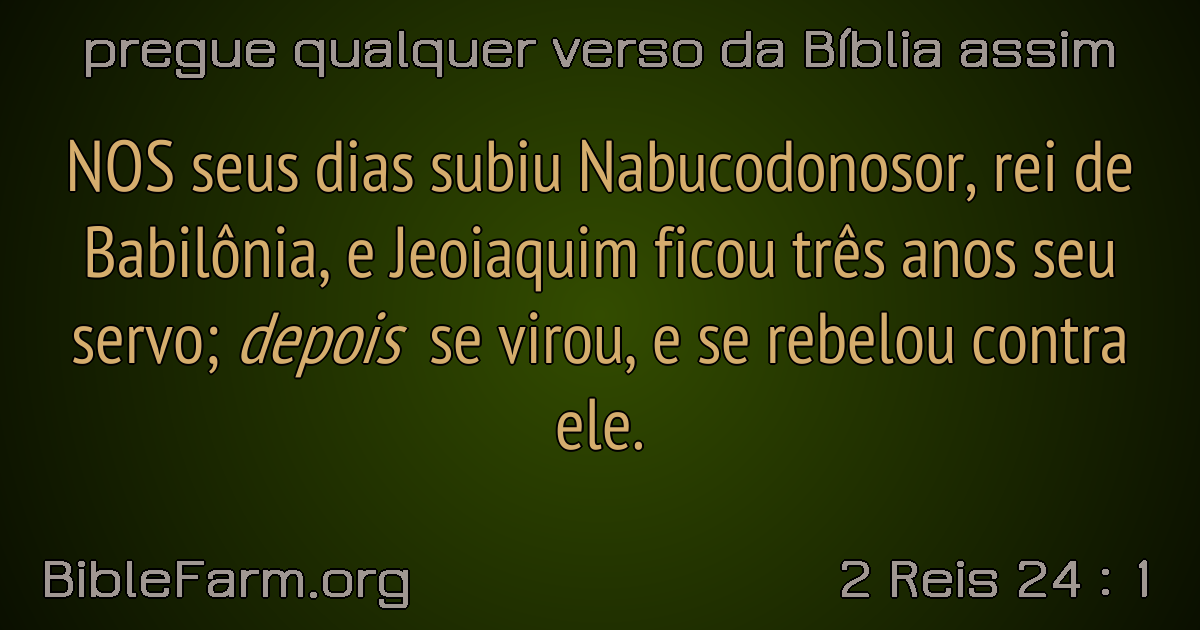 pregue qualquer verso da Bíblia assim
NOS seus dias subiu Nabucodonosor, rei de
Babilônia, e Jeoiaquim ficou três anos seu
servo; depois se virou, e se rebelou contra
ele.
BibleFarm.org
2 Reis 24 : 1